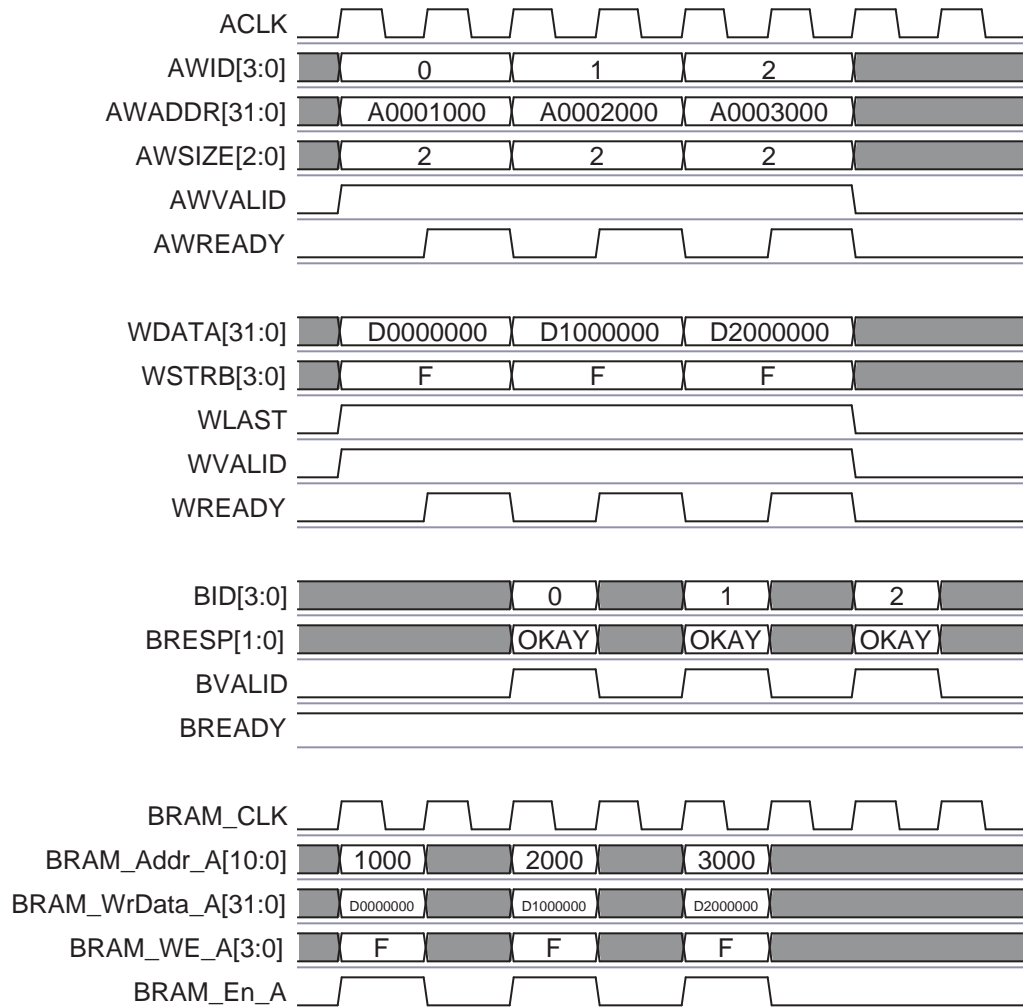 ACLK
AWID[3:0] 0 1 2
AWADDR[31:0] A0001000 A0002000 A0003000
AWSIZE[2:0] 2 2 2
AWVALID
AWREADY
WDATA[31:0] D0000000 D1000000 D2000000
WSTRB[3:0] F F F
WLAST
WVALID
WREADY
BID[3:0] 0 1 2
BRESP[1:0] OKAY OKAY OKAY
BVALID
BREADY
BRAM_CLK
BRAM_Addr_A[10:0] 1000 2000 3000
BRAM_WrData_A[31:0] D0000000 D1000000 D2000000
BRAM_WE_A[3:0] F F F
BRAM_En_A